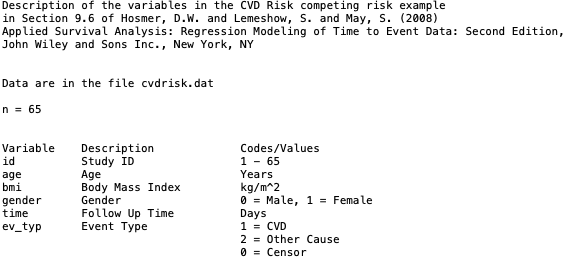 Description of the variables in the CVD Risk competing risk example
in Section 9.6 of Hosmer, D.W. and Lemeshow, S. and May, S. (2008)
Applied Survival Analysis: Regression Modeling of Time to Event Data: Second Edition,
John Wiley and Sons Inc., New York, NY
Data are in the file cvdrisk.dat
n = 65
Variable Description Codes/Values
id Study ID 1 – 65
age Age Years
bmi Body Mass Index kg/m^2
gender Gender 0 = Male, 1 = Female
time Follow Up Time Days
ev_typ Event Type 1 = CVD
2 = Other Cause
0 = Censor